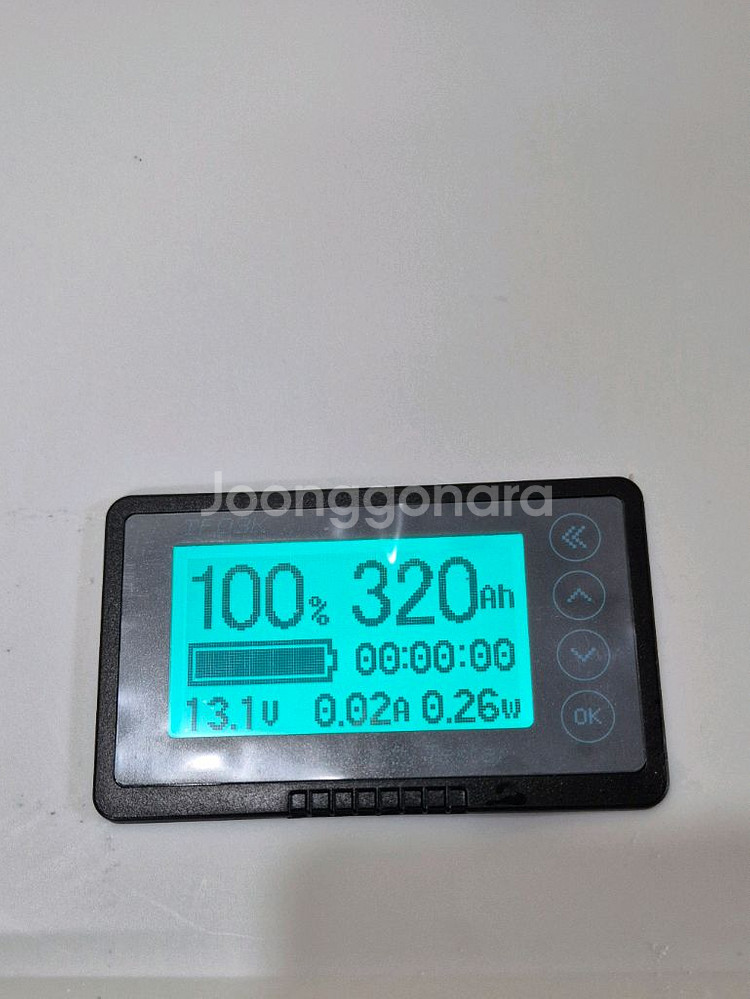 Joonggonara
100% 320Ah
00:00:00
13.1V 0.02A 0.26W
OK